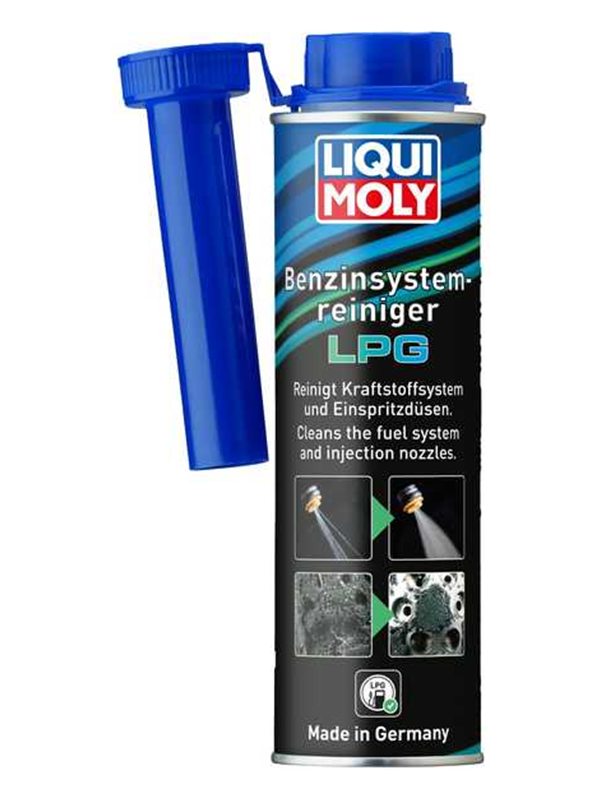 LIQUI
MOLY
Benzinsystem-
reiniger
LPG
Reinigt Kraftstoffsystem
und Einspritzdüsen.
Cleans the fuel system
and injection nozzles.
LPG
Made in Germany